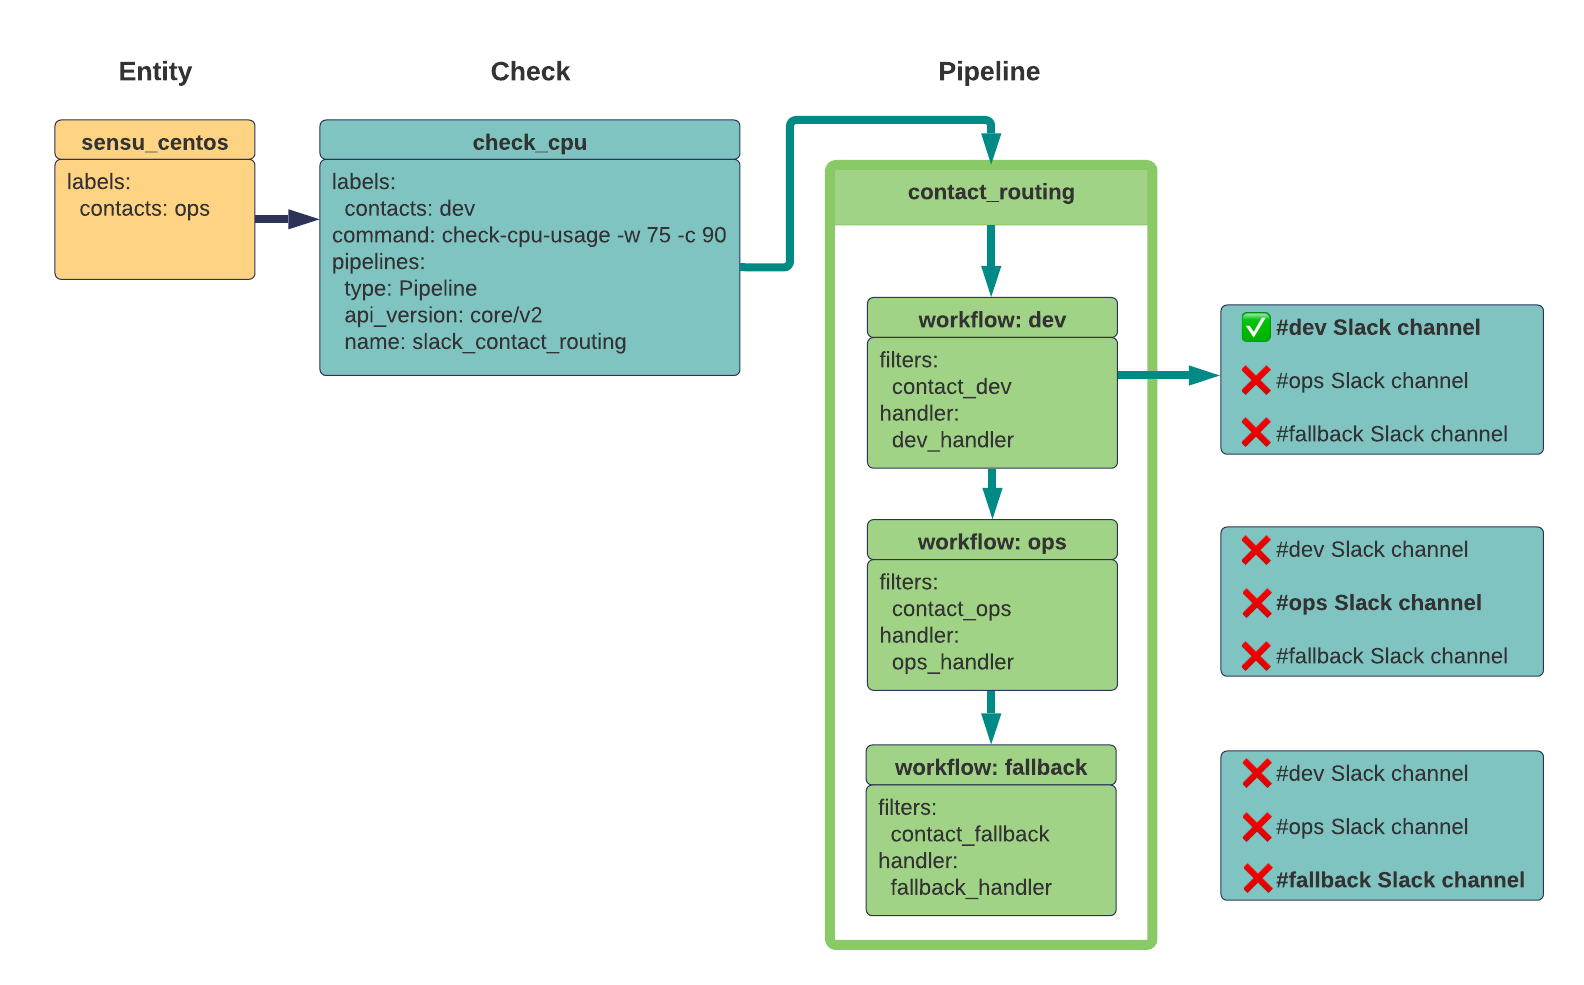 Entity
Check
Pipeline
sensu_centos
labels:
contacts: ops
check_cpu
labels:
contacts: dev
command: check-cpu-usage -w 75 -c 90
pipelines:
type: Pipeline
api_version: core/v2
name: slack_contact_routing
contact_routing
workflow: dev
filters:
contact_dev
handler:
dev_handler
#dev Slack channel
#ops Slack channel
#fallback Slack channel
workflow: ops
filters:
contact_ops
handler:
ops_handler
#dev Slack channel
#ops Slack channel
#fallback Slack channel
workflow: fallback
filters:
contact_fallback
handler:
fallback_handler
#dev Slack channel
#ops Slack channel
#fallback Slack channel